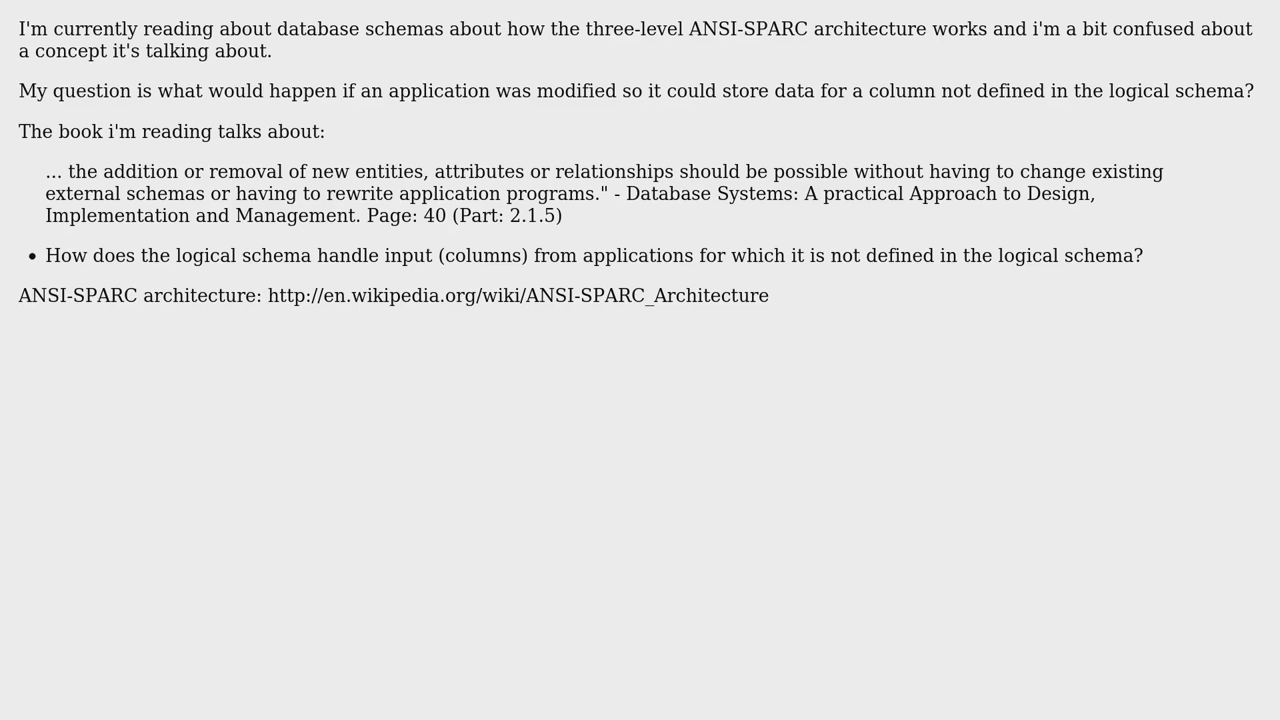 I'm currently reading about database schemas about how the three-level ANSI-SPARC architecture works and i'm a bit confused about
a concept it's talking about.
My question is what would happen if an application was modified so it could store data for a column not defined in the logical schema?
The book i'm reading talks about:
... the addition or removal of new entities, attributes or relationships should be possible without having to change existing
external schemas or having to rewrite application programs." - Database Systems: A practical Approach to Design,
Implementation and Management. Page: 40 (Part: 2.1.5)
• How does the logical schema handle input (columns) from applications for which it is not defined in the logical schema?
ANSI-SPARC architecture: http://en.wikipedia.org/wiki/ANSI-SPARC_Architecture